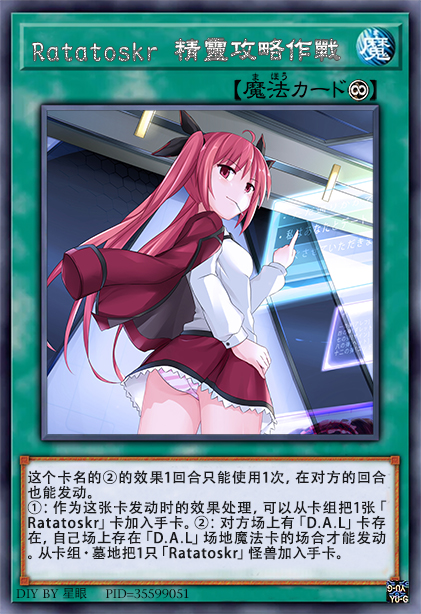 Ratatoskr 精靈攻略作戰
魔
【魔法カード】
まほう
这个卡名的②的效果1回合只能使用1次，在对方的回合
也能发动。
①：作为这张卡发动时的效果处理，可以从卡组把1张「
Ratatoskr」卡加入手卡。②：对方场上有「D.A.L」卡存
在，自己场上存在「D.A.L」场地魔法卡的场合才能发动
。从卡组·墓地把1只「Ratatoskr」怪兽加入手卡。
DIY BY 星眼 PID=35599051
YU-G